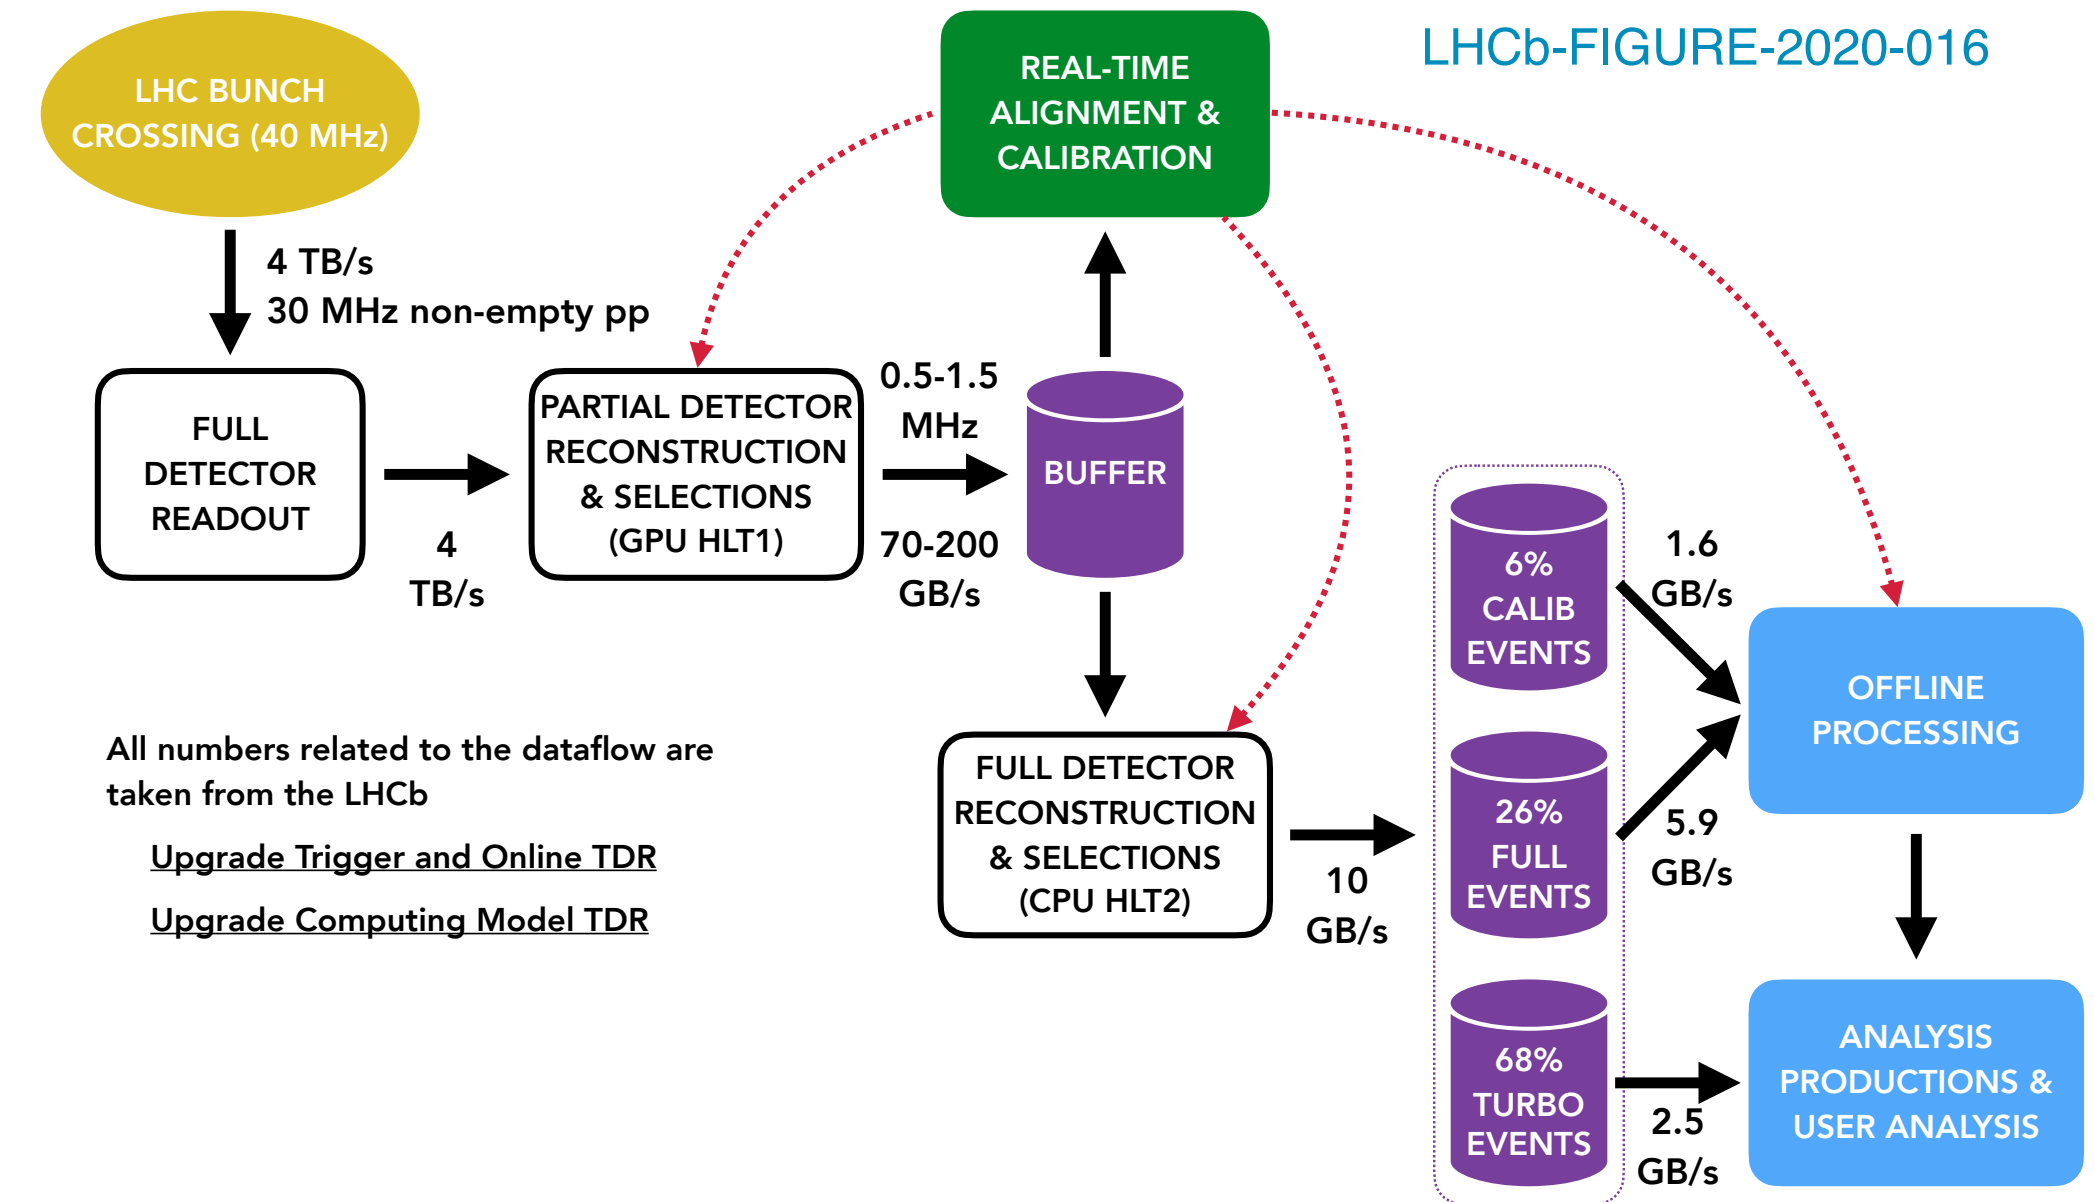 LHCb-FIGURE-2020-016
LHC BUNCH
CROSSING (40 MHz)
4 TB/s
30 MHz non-empty pp
REAL-TIME
ALIGNMENT &
CALIBRATION
FULL
DETECTOR
READOUT
4
TB/s
PARTIAL DETECTOR
RECONSTRUCTION
& SELECTIONS
(GPU HLT1)
0.5-1.5
MHz
70-200
GB/s
BUFFER
FULL DETECTOR
RECONSTRUCTION
& SELECTIONS
(CPU HLT2)
10
GB/s
6%
CALIB
EVENTS
1.6
GB/s
26%
FULL
EVENTS
5.9
GB/s
68%
TURBO
EVENTS
2.5
GB/s
OFFLINE
PROCESSING
ANALYSIS
PRODUCTIONS &
USER ANALYSIS
All numbers related to the dataflow are
taken from the LHCb
Upgrade Trigger and Online TDR
Upgrade Computing Model TDR